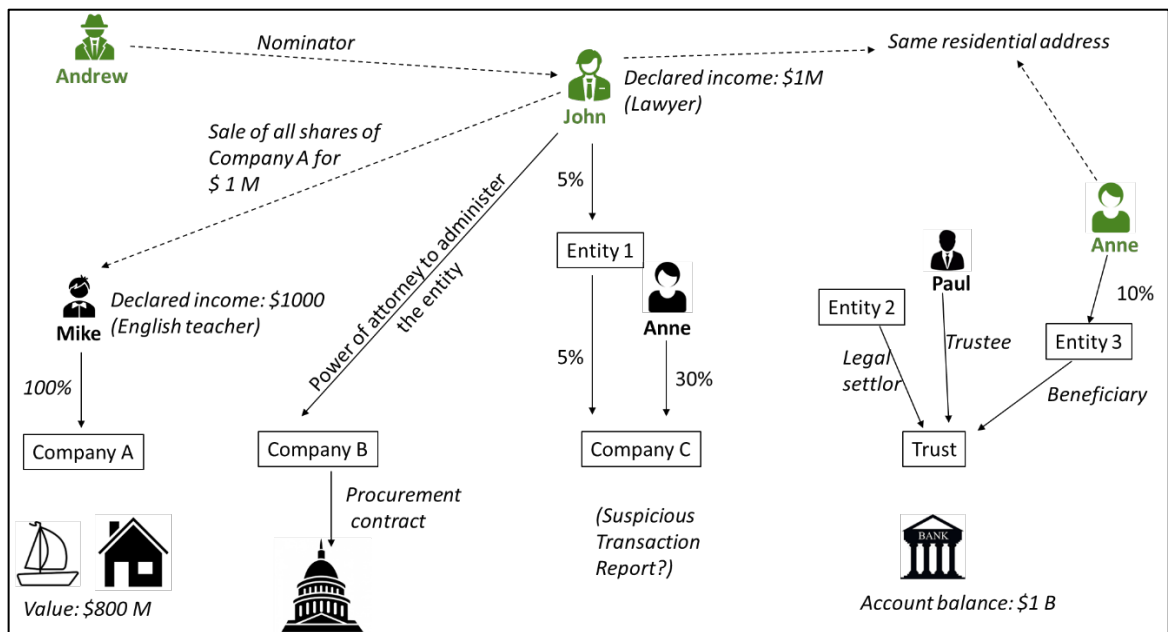 Andrew
Nominator
John
Declared income: $1M
(Lawyer)
Same residential address
Sale of all shares of
Company A for
$ 1 M
Mike
Declared income: $1000
(English teacher)
100%
Company A
Value: $800 M
Power of attorney to administer
the entity
Company B
Procurement
contract
5%
Entity 1
Anne
5%
30%
Company C
(Suspicious
Transaction
Report?)
Entity 2
Legal
settlor
Paul
Trustee
Anne
10%
Entity 3
Beneficiary
Trust
BANK
Account balance: $1 B